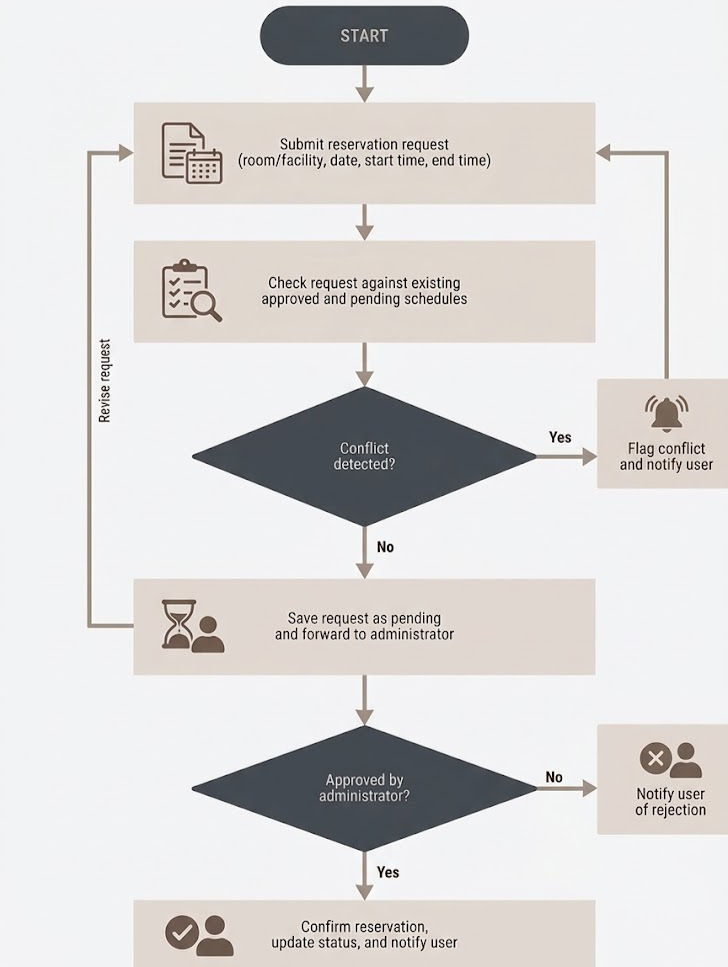 START
Submit reservation request
(room/facility, date, start time, end time)
Check request against existing
approved and pending schedules
Revise request
Conflict
detected?
Yes
Flag conflict
and notify user
No
Save request as pending
and forward to administrator
Approved by
administrator?
No
Notify user
of rejection
Yes
Confirm reservation,
update status, and notify user